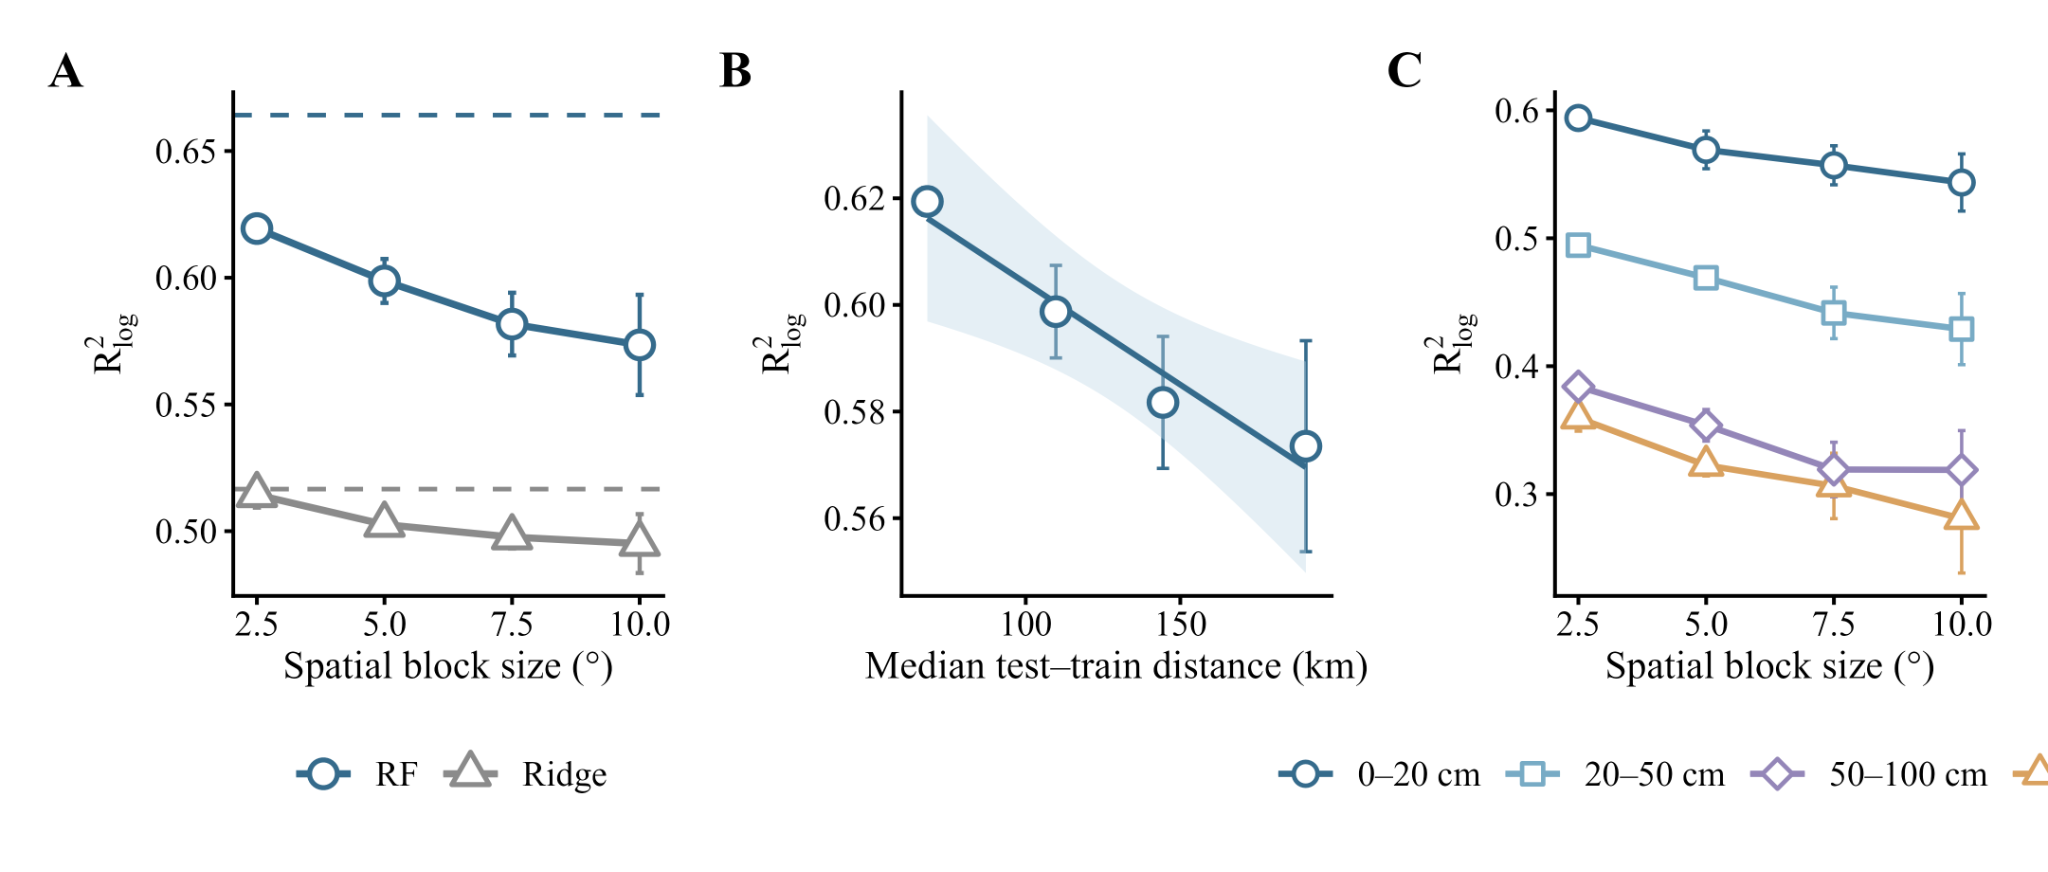 A
B
C
R²log
0.65
0.60
0.55
0.50
2.5 5.0 7.5 10.0
Spatial block size (°)
RF Ridge
R²log
0.62
0.60
0.58
0.56
100 150
Median test–train distance (km)
R²log
0.6
0.5
0.4
0.3
2.5 5.0 7.5 10.0
Spatial block size (°)
0–20 cm 20–50 cm 50–100 cm